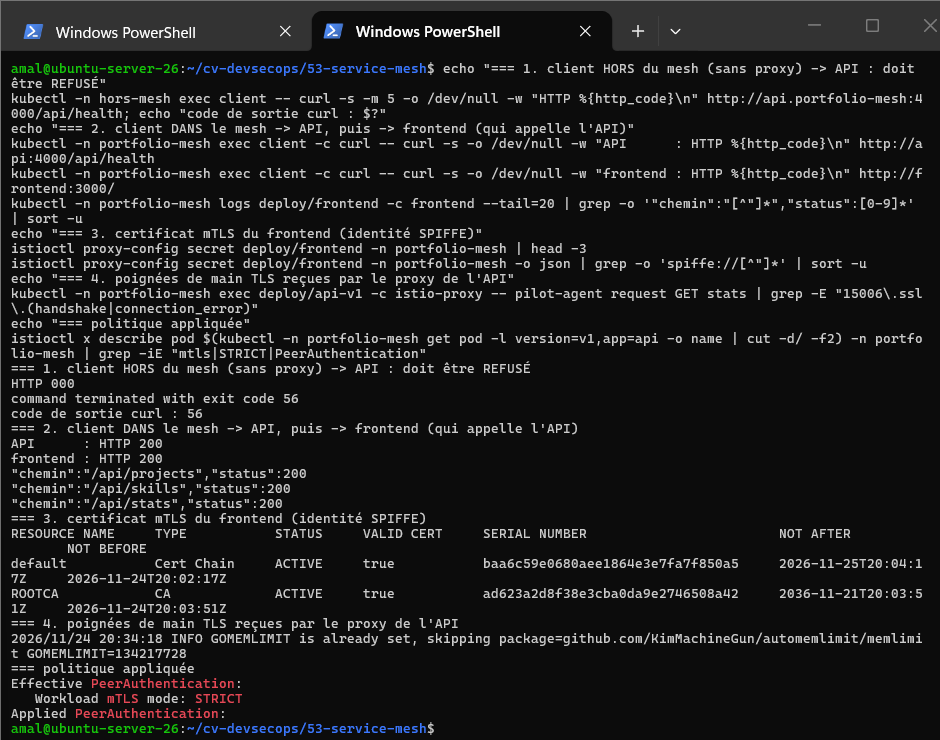 Windows PowerShell
Windows PowerShell
amal@ubuntu-server-26:~/cv-devsecops/53-service-mesh$ echo "=== 1. client HORS du mesh (sans proxy) -> API : doit
être REFUSÉ"
kubectl -n hors-mesh exec client -- curl -s -m 5 -o /dev/null -w "HTTP %{http_code}\n" http://api.portfolio-mesh:4
000/api/health; echo "code de sortie curl : $?"
echo "=== 2. client DANS le mesh -> API, puis -> frontend (qui appelle l'API)"
kubectl -n portfolio-mesh exec client -c curl -- curl -s -o /dev/null -w "API      : HTTP %{http_code}\n" http://a
pi:4000/api/health
kubectl -n portfolio-mesh exec client -c curl -- curl -s -o /dev/null -w "frontend : HTTP %{http_code}\n" http://f
rontend:3000/
kubectl -n portfolio-mesh logs deploy/frontend -c frontend --tail=20 | grep -o '"chemin":"[^"]*","status":[0-9]*'
| sort -u
echo "=== 3. certificat mTLS du frontend (identité SPIFFE)"
istioctl proxy-config secret deploy/frontend -n portfolio-mesh | head -3
istioctl proxy-config secret deploy/frontend -n portfolio-mesh -o json | grep -o 'spiffe://[^"]*' | sort -u
echo "=== 4. poignées de main TLS reçues par le proxy de l'API"
kubectl -n portfolio-mesh exec deploy/api-v1 -c istio-proxy -- pilot-agent request GET stats | grep -E "15006\.ssl
\.(handshake|connection_error)"
echo "=== politique appliquée"
istioctl x describe pod $(kubectl -n portfolio-mesh get pod -l version=v1,app=api -o name | cut -d/ -f2) -n portfo
lio-mesh | grep -iE "mtls|STRICT|PeerAuthentication"
=== 1. client HORS du mesh (sans proxy) -> API : doit être REFUSÉ
HTTP 000
command terminated with exit code 56
code de sortie curl : 56
=== 2. client DANS le mesh -> API, puis -> frontend (qui appelle l'API)
API      : HTTP 200
frontend : HTTP 200
"chemin":"/api/projects","status":200
"chemin":"/api/skills","status":200
"chemin":"/api/stats","status":200
=== 3. certificat mTLS du frontend (identité SPIFFE)
RESOURCE NAME     TYPE           STATUS     VALID CERT     SERIAL NUMBER                        NOT AFTER
       NOT BEFORE
default           Cert Chain     ACTIVE     true           baa6c59e0680aee1864e3e7fa7f850a5     2026-11-25T20:04:1
7Z     2026-11-24T20:02:17Z
ROOTCA            CA             ACTIVE     true           ad623a2d8f38e3cba0da9e2746508a42     2036-11-21T20:03:5
1Z     2026-11-24T20:03:51Z
=== 4. poignées de main TLS reçues par le proxy de l'API
2026/11/24 20:34:18 INFO GOMEMLIMIT is already set, skipping package=github.com/KimMachineGun/automemlimit/memlimi
t GOMEMLIMIT=134217728
=== politique appliquée
Effective PeerAuthentication:
   Workload mTLS mode: STRICT
Applied PeerAuthentication:
amal@ubuntu-server-26:~/cv-devsecops/53-service-mesh$